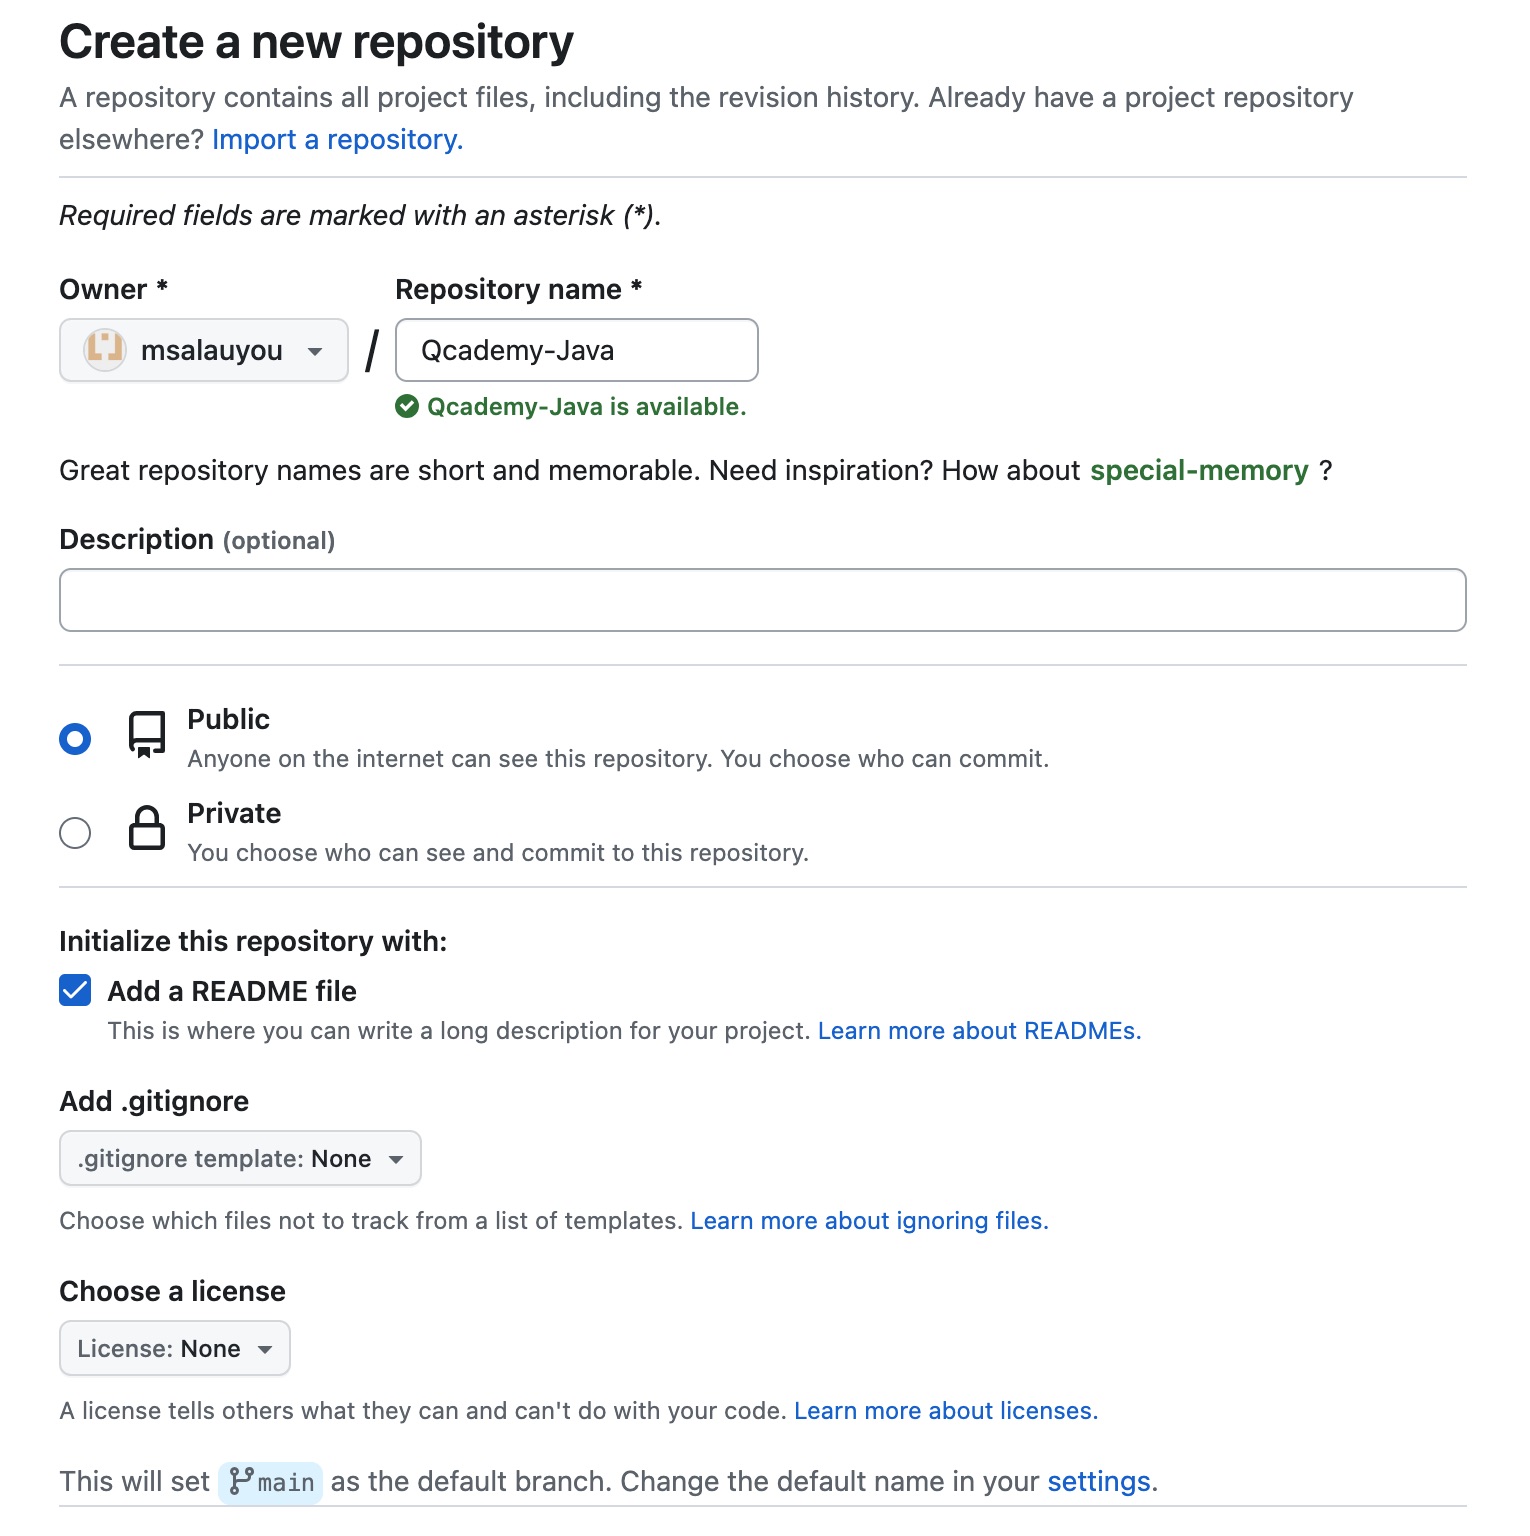 Create a new repository
A repository contains all project files, including the revision history. Already have a project repository
elsewhere? Import a repository.
Required fields are marked with an asterisk (*).
Owner * Repository name *
msalauyou / Qcademy-Java
Qcademy-Java is available.
Great repository names are short and memorable. Need inspiration? How about special-memory ?
Description (optional)
Public
Anyone on the internet can see this repository. You choose who can commit.
Private
You choose who can see and commit to this repository.
Initialize this repository with:
Add a README file
This is where you can write a long description for your project. Learn more about READMEs.
Add .gitignore
.gitignore template: None
Choose which files not to track from a list of templates. Learn more about ignoring files.
Choose a license
License: None
A license tells others what they can and can't do with your code. Learn more about licenses.
This will set main as the default branch. Change the default name in your settings.